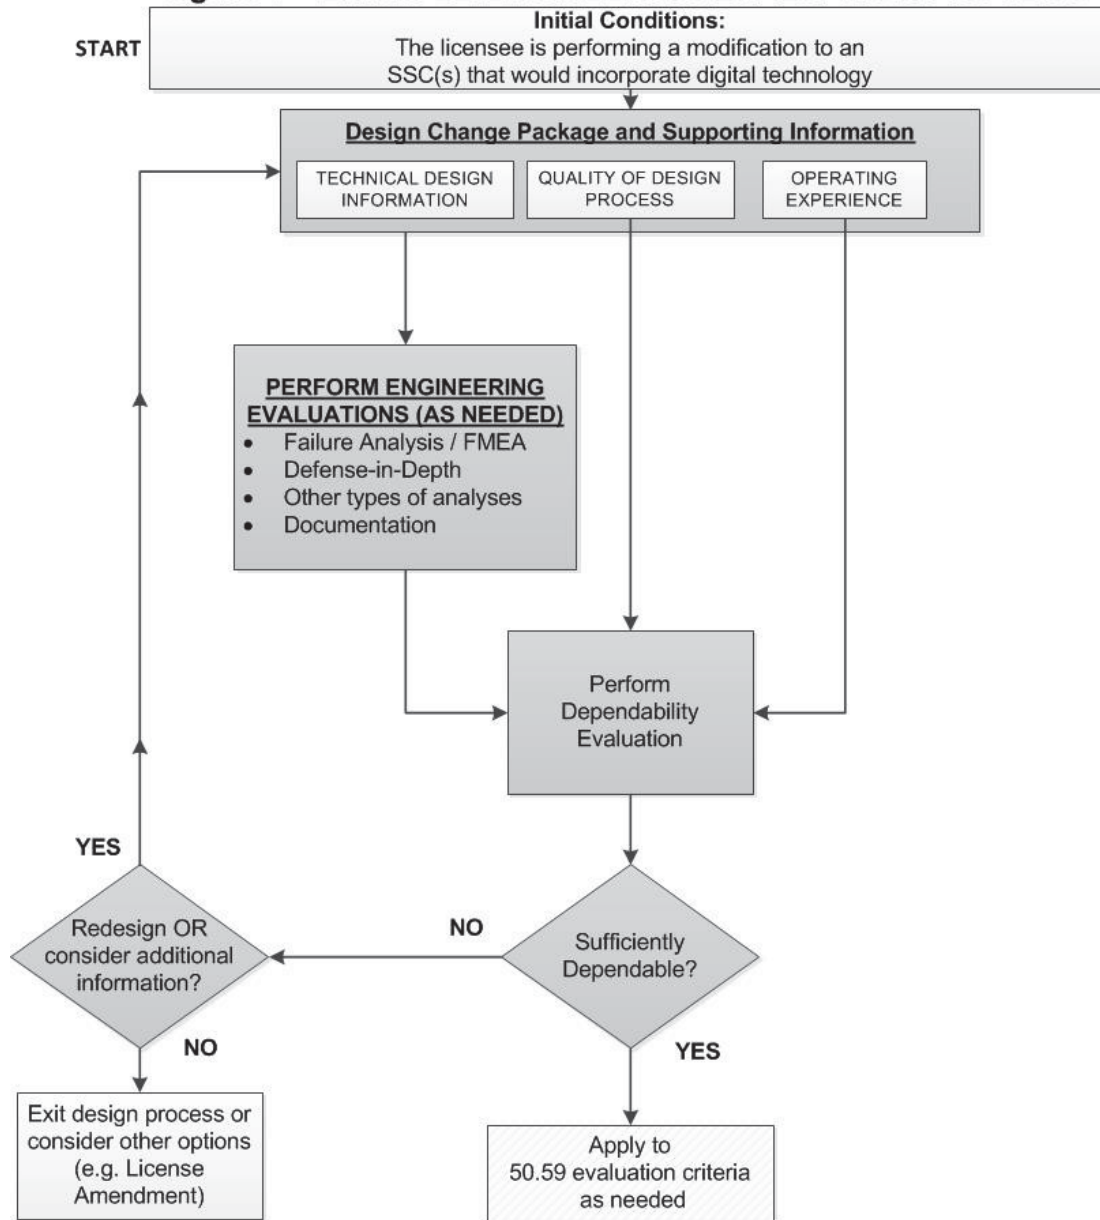 Initial Conditions:
START
The licensee is performing a modification to an
SSC(s) that would incorporate digital technology
Design Change Package and Supporting Information
TECHNICAL DESIGN
INFORMATION
QUALITY OF DESIGN
PROCESS
OPERATING
EXPERIENCE
PERFORM ENGINEERING
EVALUATIONS (AS NEEDED)
• Failure Analysis / FMEA
• Defense-in-Depth
• Other types of analyses
• Documentation
Perform
Dependability
Evaluation
YES
Redesign OR
consider additional
information?
NO
Sufficiently
Dependable?
NO
YES
Exit design process or
consider other options
(e.g. License
Amendment)
Apply to
50.59 evaluation criteria
as needed